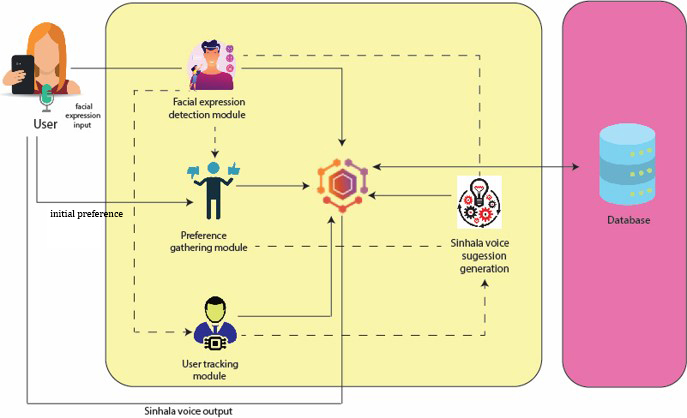 facial
expression
input
User
Facial expression
detection module
initial preference
Preference
gathering module
Sinhala voice
sugession
generation
Database
User tracking
module
Sinhala voice output